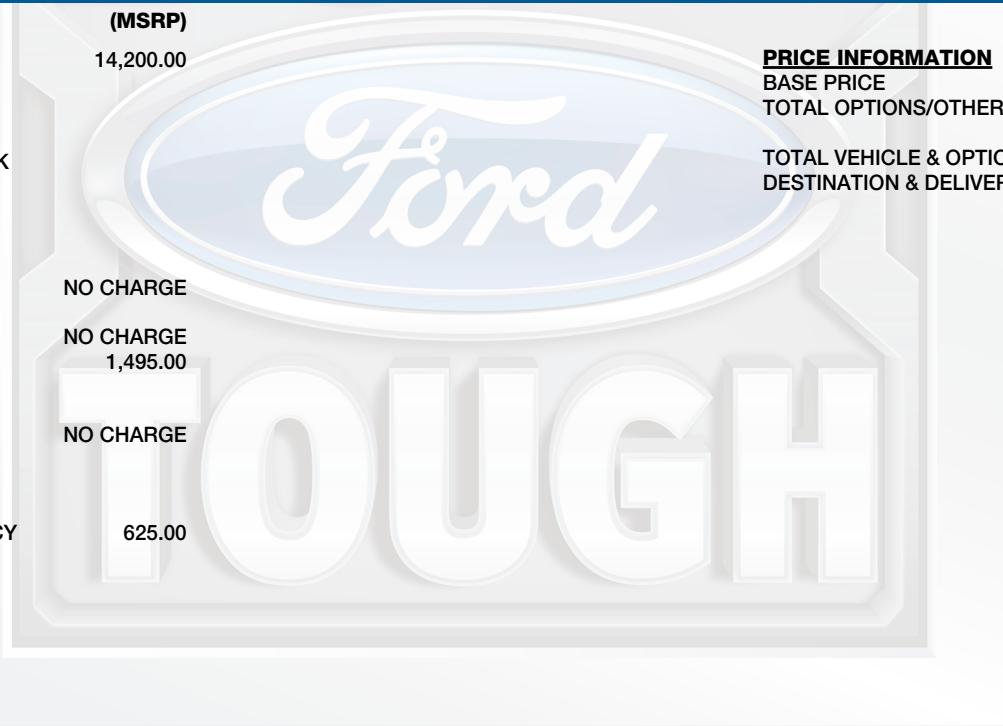 (MSRP)
14,200.00
K
NO CHARGE
NO CHARGE
1,495.00
NO CHARGE
CY 625.00
PRICE INFORMATION
BASE PRICE
TOTAL OPTIONS/OTHER
TOTAL VEHICLE & OPTIO
DESTINATION & DELIVER
Ford
TOUGH